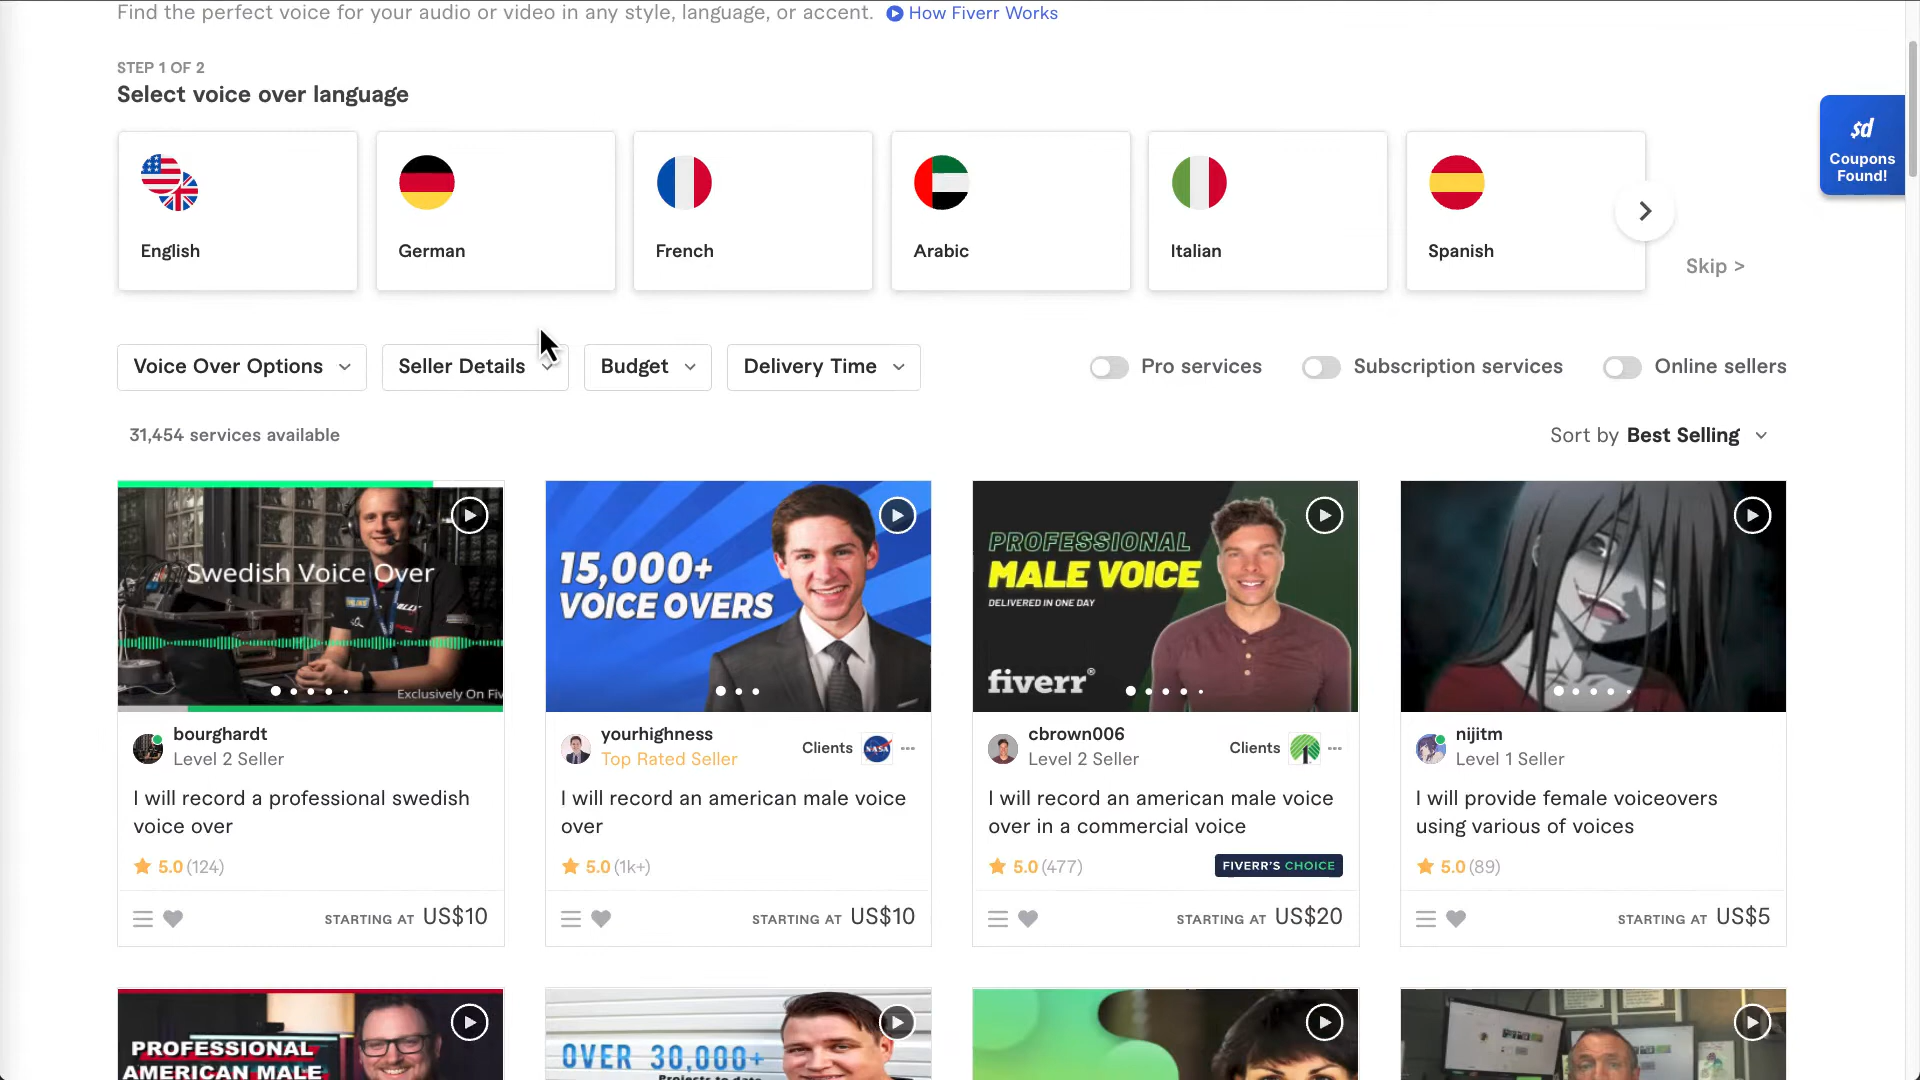 Find the perfect voice for your audio or video in any style, language, or accent. How Fiverr Works
STEP 1 OF 2
Select voice over language
$d
Coupons
Found!
English
German
French
Arabic
Italian
Spanish
Skip >
Voice Over Options
Seller Details
Budget
Delivery Time
Pro services
Subscription services
Online sellers
31,454 services available
Sort by Best Selling
Swedish Voice Over
Exclusively On Fiv
15,000+
VOICE OVERS
PROFESSIONAL
MALE VOICE
DELIVERED IN ONE DAY
fiverr®
bourghardt
Level 2 Seller
yourhighness
Top Rated Seller
Clients
NASA
cbrown006
Level 2 Seller
Clients
nijitm
Level 1 Seller
I will record a professional swedish
voice over
I will record an american male voice
over
I will record an american male voice
over in a commercial voice
I will provide female voiceovers
using various of voices
5.0 (124)
5.0 (1k+)
5.0 (477)
FIVERR'S CHOICE
5.0 (89)
STARTING AT US$10
STARTING AT US$10
STARTING AT US$20
STARTING AT US$5
PROFESSIONAL
AMERICAN MALE
OVER 30,000+
Projects to date